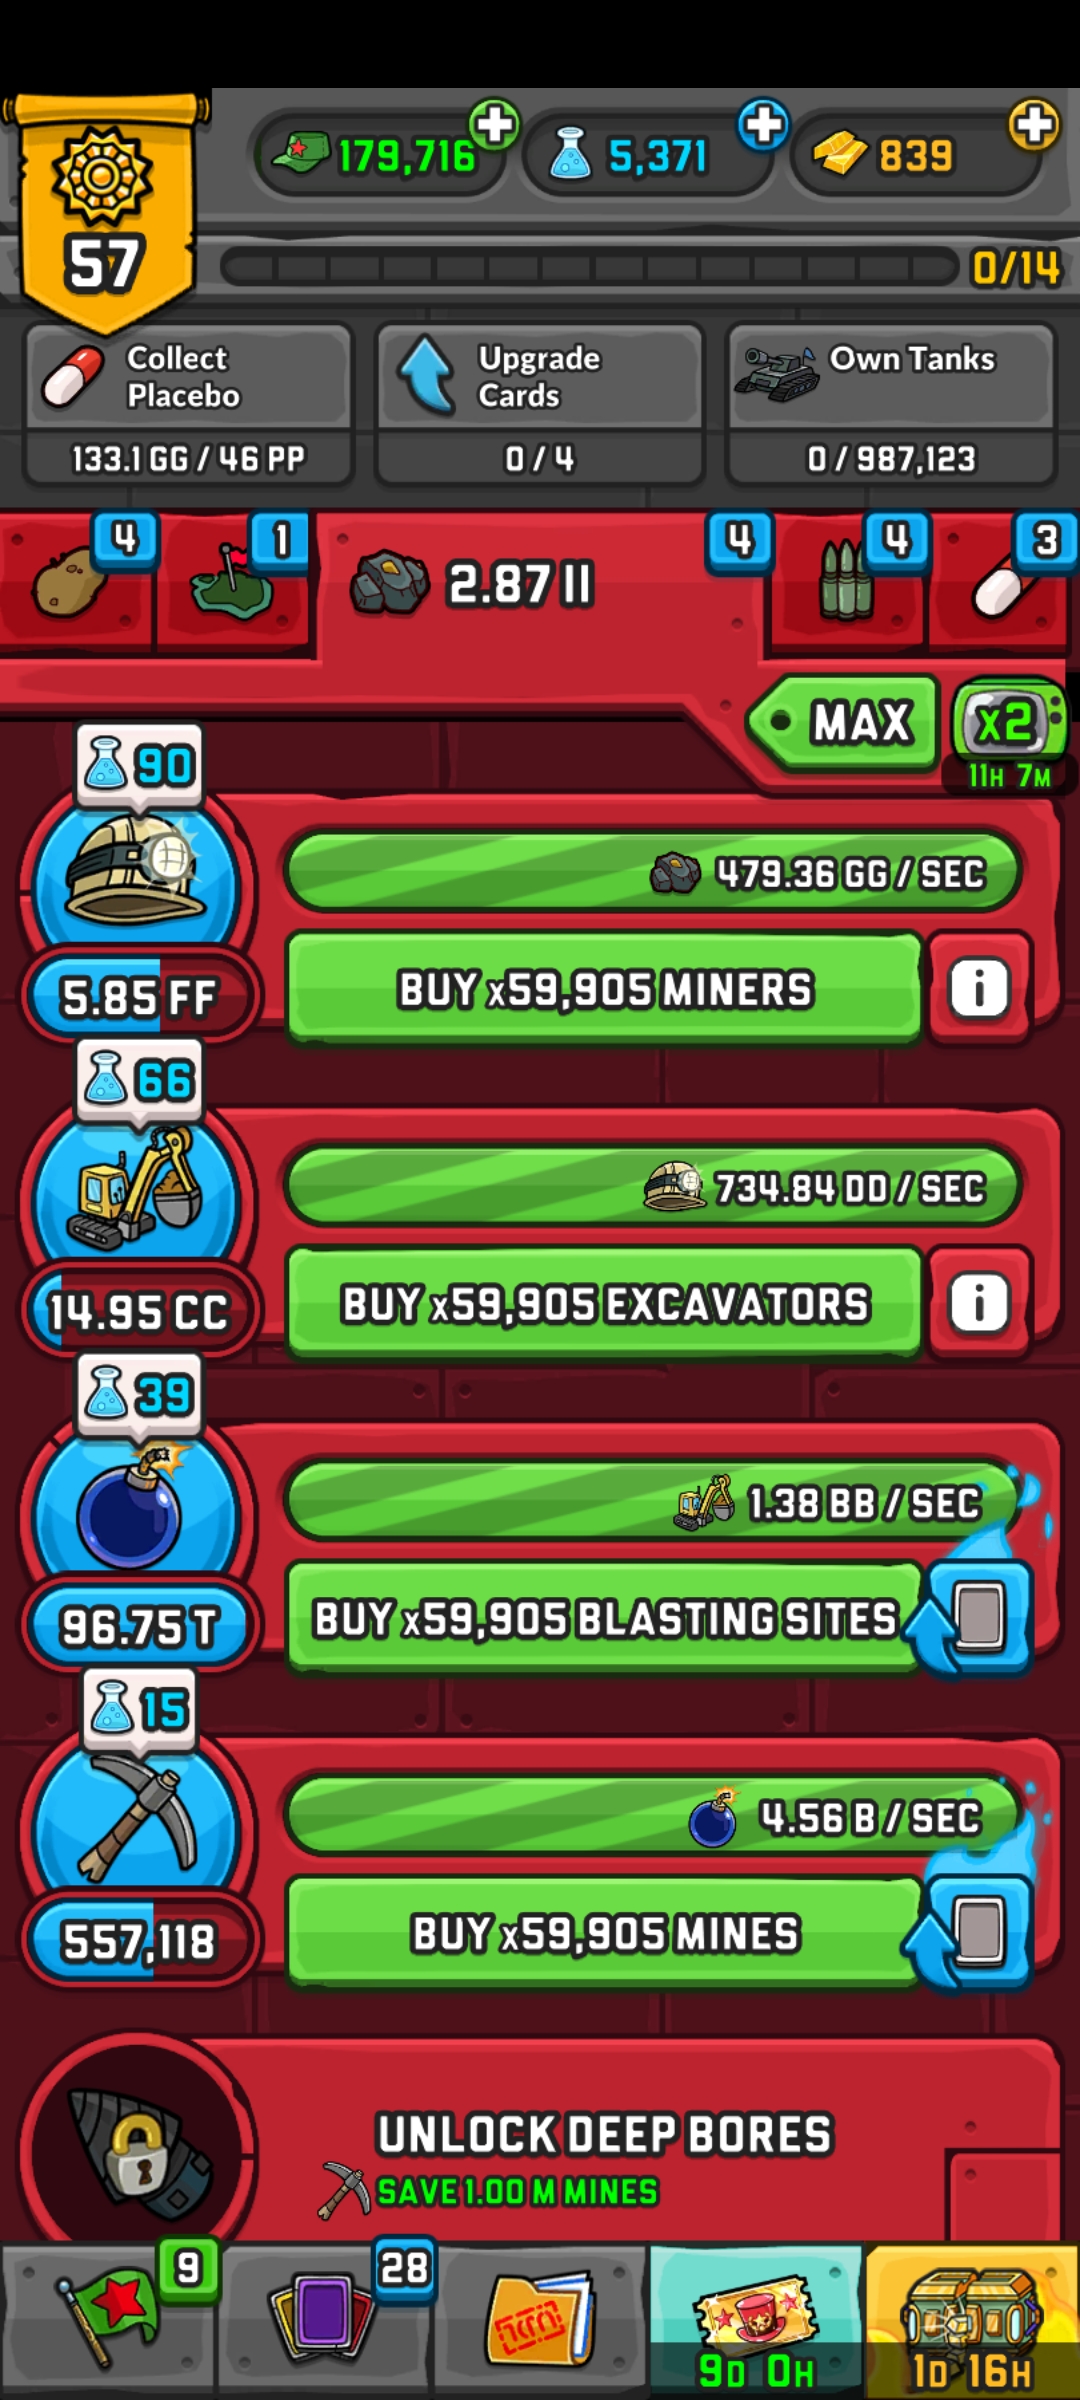 179,716
5,371
839
57
0/14
Collect
Placebo
133.1 GG / 46 PP
Upgrade
Cards
0 / 4
Own Tanks
0 / 987,123
4
1
2.87 II
4
4
3
MAX
x2
11H 7M
90
479.36 GG / SEC
5.85 FF
BUY x59,905 MINERS
i
66
734.84 DD / SEC
14.95 CC
BUY x59,905 EXCAVATORS
i
39
1.38 BB / SEC
96.75 T
BUY x59,905 BLASTING SITES
15
4.56 B / SEC
557,118
BUY x59,905 MINES
UNLOCK DEEP BORES
SAVE 1.00 M MINES
9
28
9D 0H
1D 16H